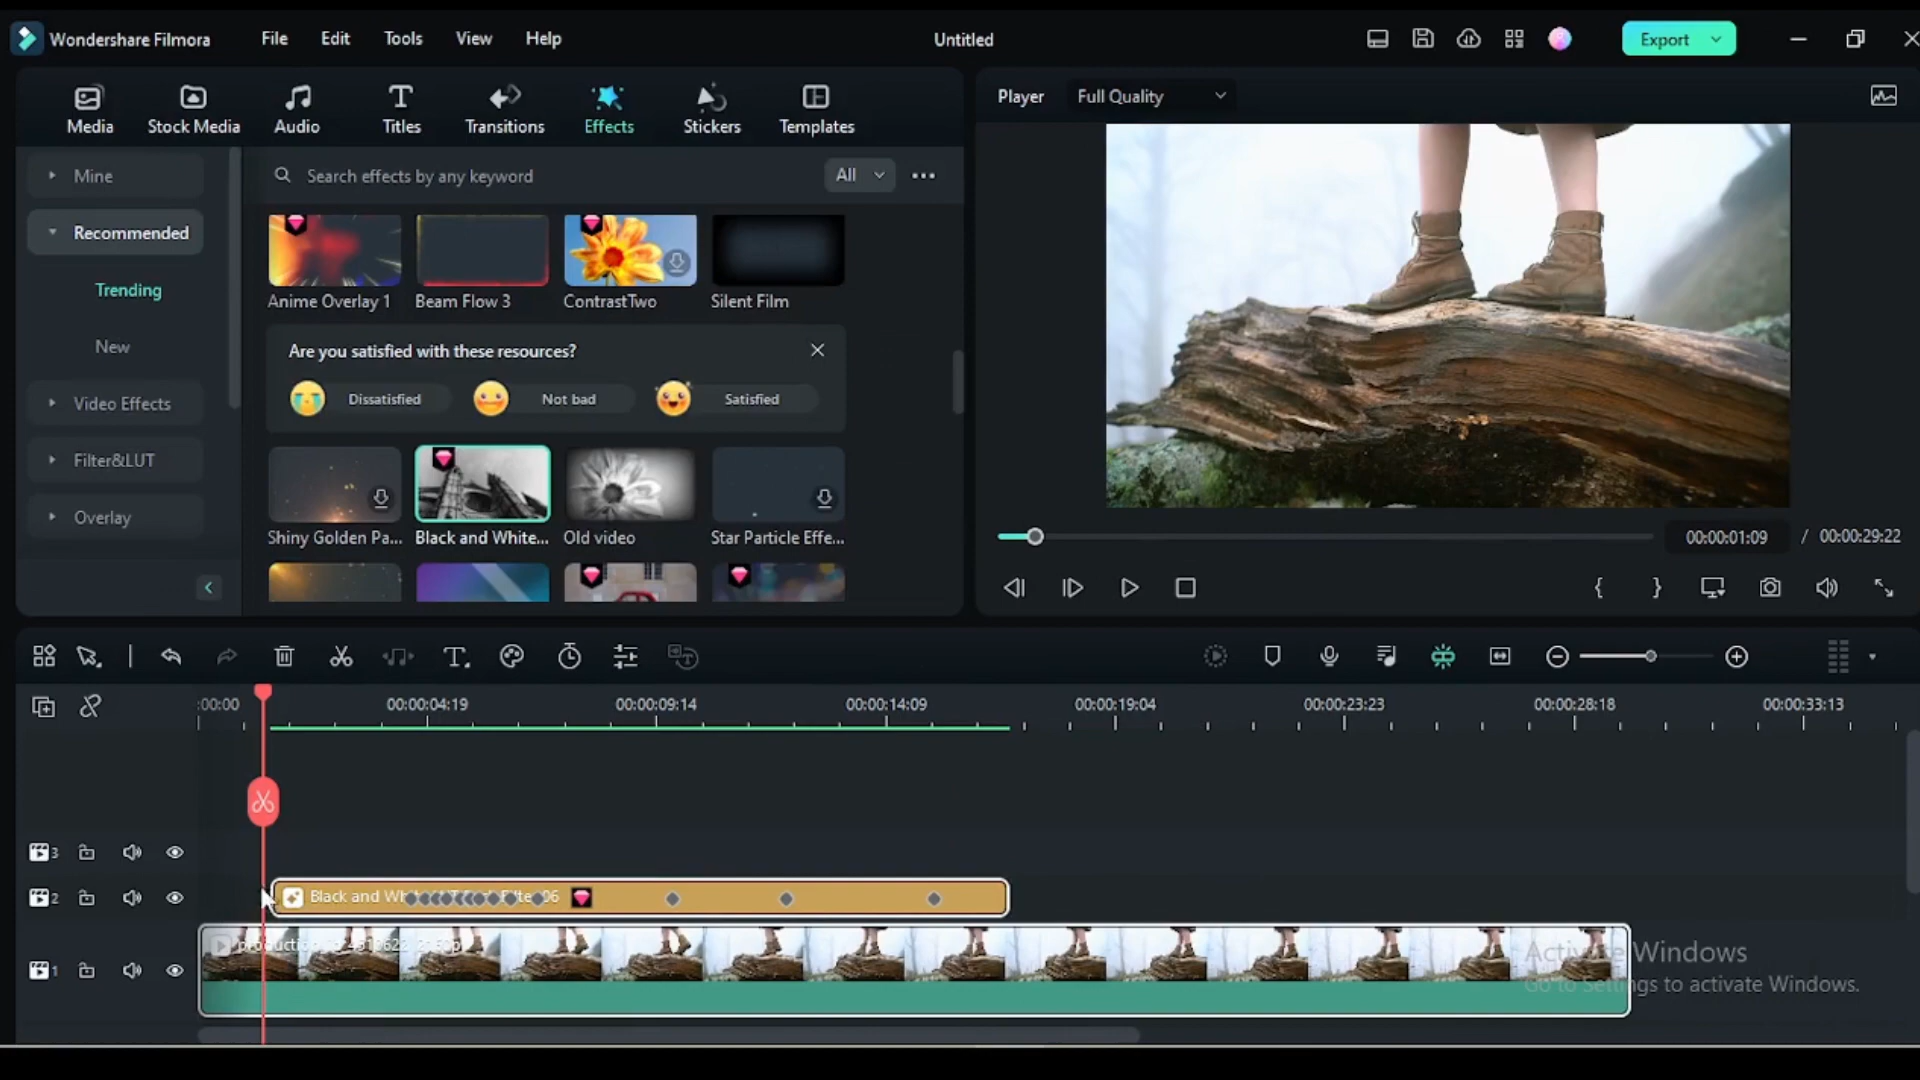 Wondershare Filmora File Edit Tools View Help Untitled Export
Media Stock Media Audio Titles Transitions Effects Stickers Templates
Player Full Quality
Mine
Recommended
Trending
New
Video Effects
Filter&LUT
Overlay
Search effects by any keyword All
Anime Overlay 1 Beam Flow 3 ContrastTwo Silent Film
Are you satisfied with these resources?
Dissatisfied Not bad Satisfied
Shiny Golden Pa... Black and White... Old video Star Particle Effe...
00:00:01:09 / 00:00:29:22
:00:00 00:00:04:19 00:00:09:14 00:00:14:09 00:00:19:04 00:00:23:23 00:00:28:18 00:00:33:13
3
2
Black and Wh
06
1
Activate Windows
Go to Settings to activate Windows.